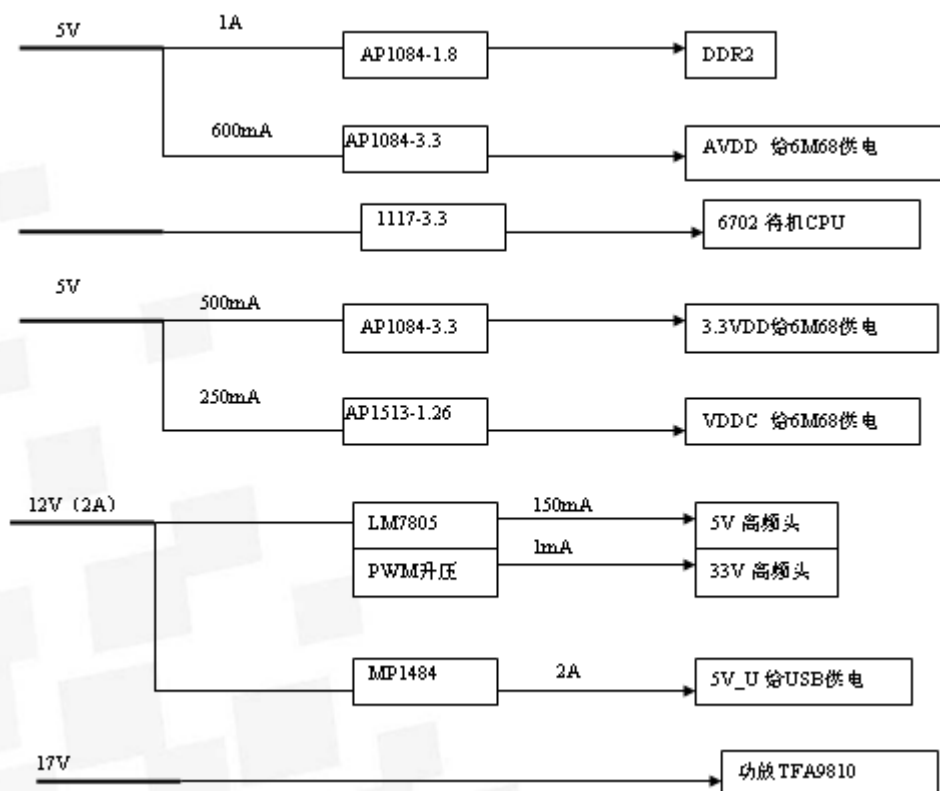 5V
1A
AP1084-1.8
DDR2
600mA
AP1084-3.3
AVDD 给6M68供电
1117-3.3
6702 待机CPU
5V
500mA
AP1084-3.3
3.3VDD给6M68供电
250mA
AP1513-1.26
VDDC 给6M68供电
12V（2A）
LM7805
150mA
5V 高频头
PWM升压
1mA
33V 高频头
MP1484
2A
5V_U 给USB供电
17V
功放TFA9810